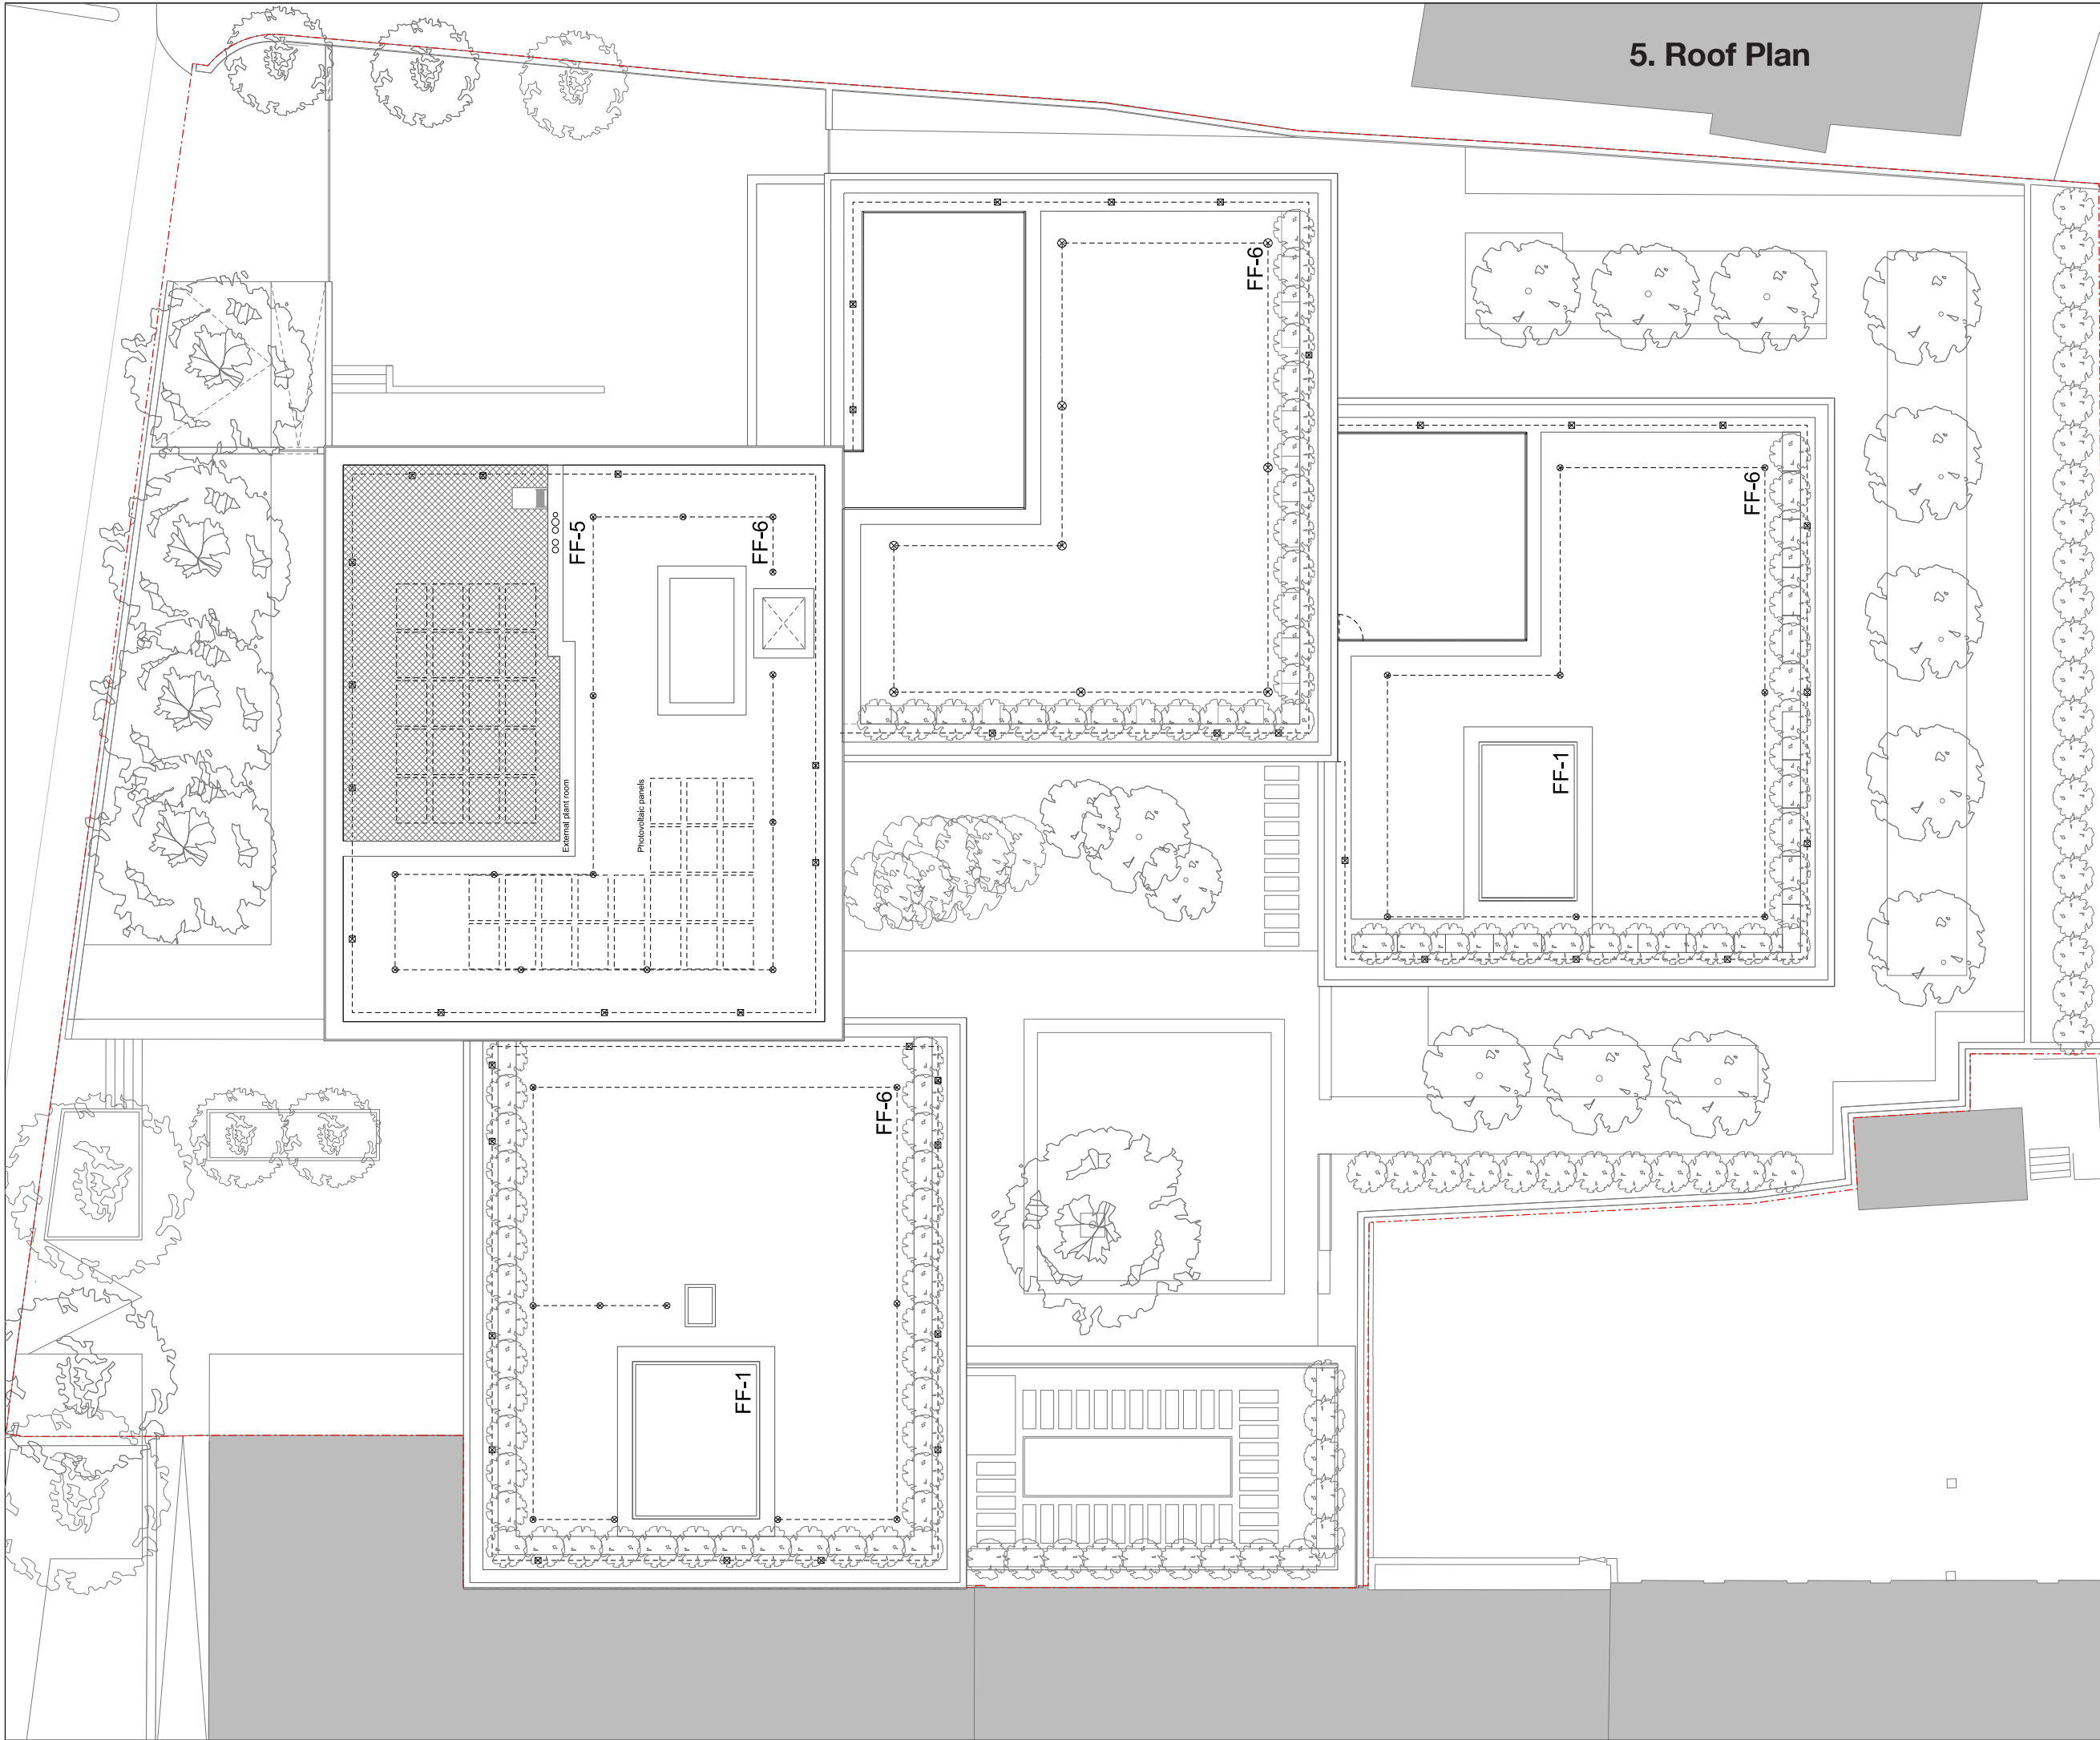 5. Roof Plan
FF-6
FF-6
FF-5
FF-6
External plant room
Photovoltaic panels
FF-1
FF-6
FF-1